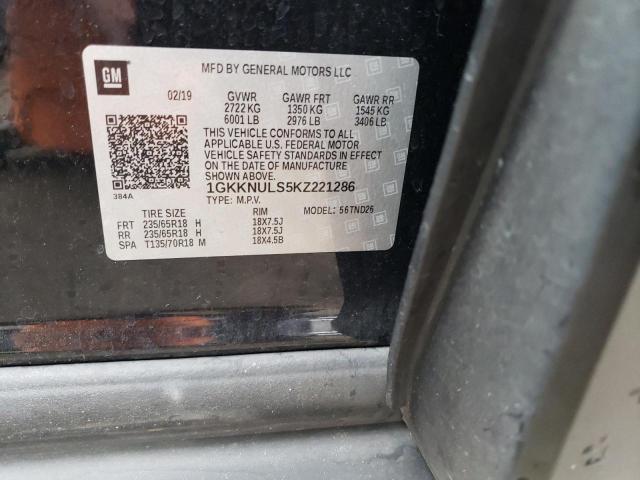 GM
MFD BY GENERAL MOTORS LLC
02/19 GVWR GAWR FRT GAWR RR
2722 KG 1350 KG 1545 KG
6001 LB 2976 LB 3406 LB
THIS VEHICLE CONFORMS TO ALL
APPLICABLE U.S. FEDERAL MOTOR
VEHICLE SAFETY STANDARDS IN EFFECT
ON THE DATE OF MANUFACTURE
SHOWN ABOVE.
384A
1GKKNULS5KZ221286
TYPE: M.P.V. MODEL: 56TND26
TIRE SIZE RIM
FRT 235/65R18 H 18X7.5J
RR 235/65R18 H 18X7.5J
SPA T135/70R18 M 18X4.5B